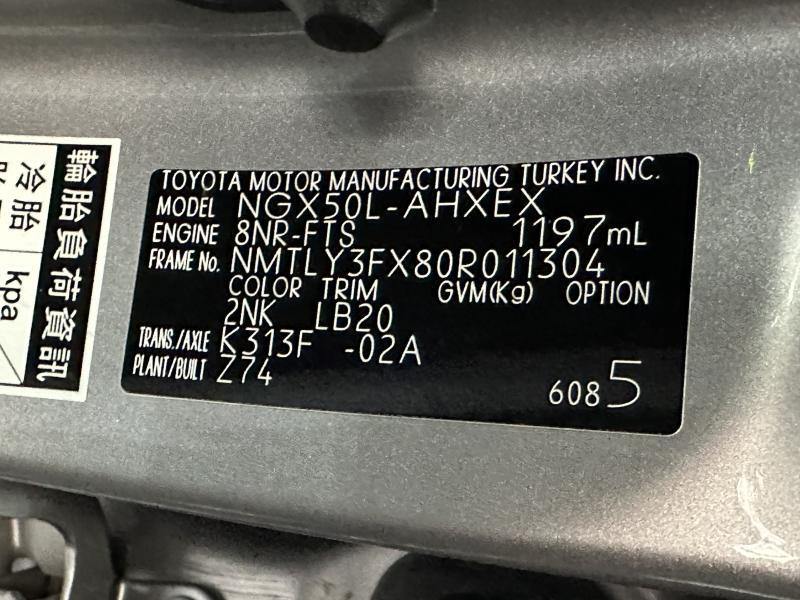 輪胎負荷資訊
冷胎
kpa
TOYOTA MOTOR MANUFACTURING TURKEY INC.
MODEL NGX50L-AHXEX
ENGINE 8NR-FTS 1197mL
FRAME No. NMTLY3FX80R011304
COLOR TRIM GVM(Kg) OPTION
2NK LB20
TRANS./AXLE K313F -02A
PLANT/BUILT Z74
6085